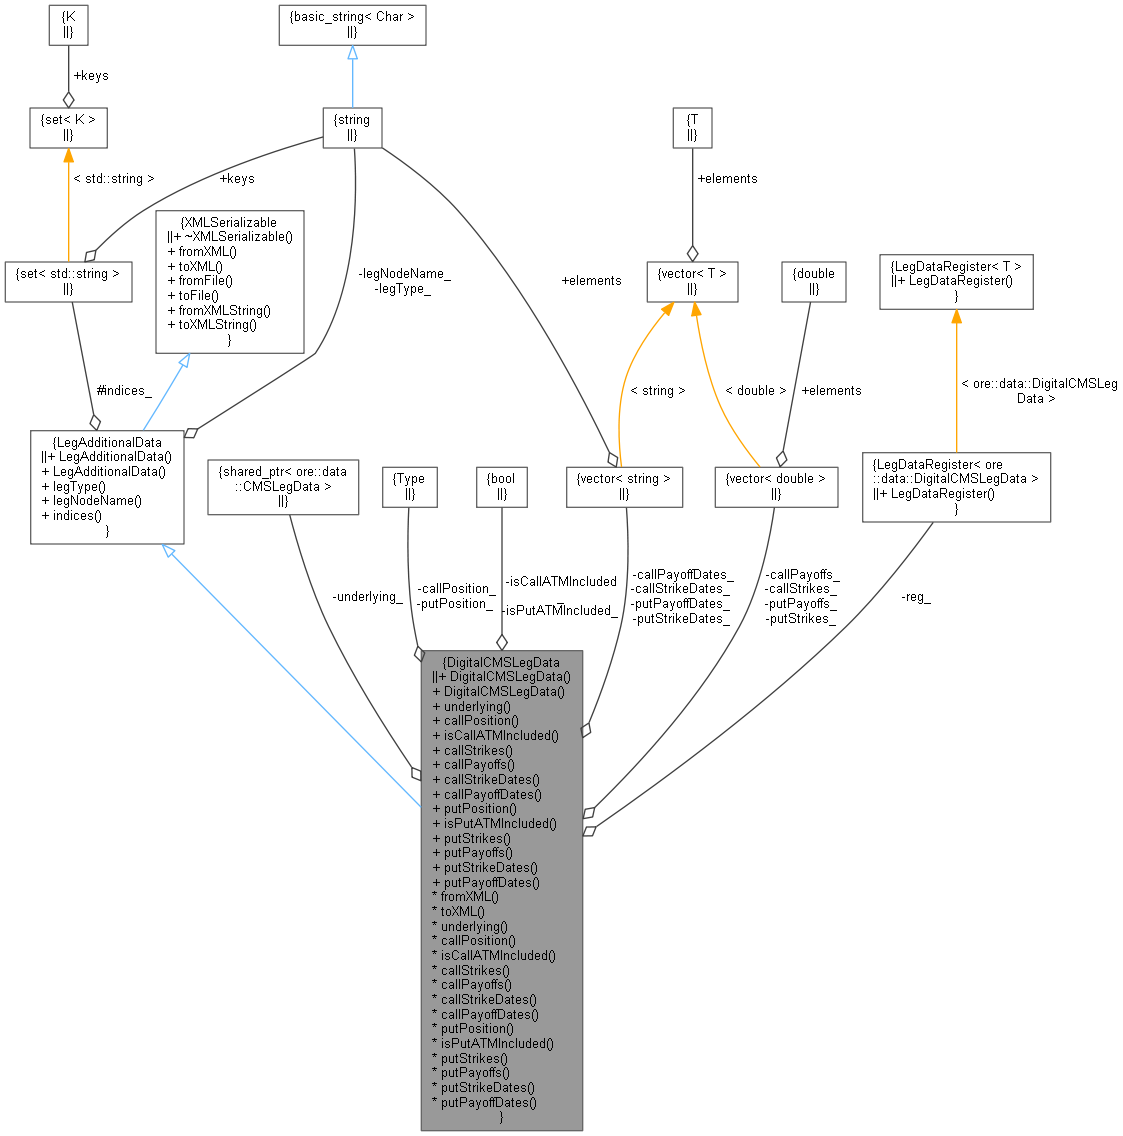 {K
||}
{basic_string< Char >
||}
+keys
{set< K >
||}
{string
||}
{T
||}
< std::string >
+keys
+elements
{XMLSerializable
||+ ~XMLSerializable()
+ fromXML()
+ toXML()
+ fromFile()
+ toFile()
+ fromXMLString()
+ toXMLString()
}
{set< std::string >
||}
-legNodeName_
-legType_
+elements
{vector< T >
||}
{double
||}
{LegDataRegister< T >
||+ LegDataRegister()
}
#indices_
< string >
< double >
+elements
< ore::data::DigitalCMSLeg
Data >
{LegAdditionalData
||+ LegAdditionalData()
+ LegAdditionalData()
+ legType()
+ legNodeName()
+ indices()
}
{shared_ptr< ore::data
::CMSLegData >
||}
{Type
||}
{bool
||}
{vector< string >
||}
{vector< double >
||}
{LegDataRegister< ore
::data::DigitalCMSLegData >
||+ LegDataRegister()
}
-underlying_
-callPosition_
-putPosition_
-isCallATMIncluded
_
-isPutATMIncluded_
-callPayoffDates_
-callStrikeDates_
-putPayoffDates_
-putStrikeDates_
-callPayoffs_
-callStrikes_
-putPayoffs_
-putStrikes_
-reg_
{DigitalCMSLegData
||+ DigitalCMSLegData()
+ DigitalCMSLegData()
+ underlying()
+ callPosition()
+ isCallATMIncluded()
+ callStrikes()
+ callPayoffs()
+ callStrikeDates()
+ callPayoffDates()
+ putPosition()
+ isPutATMIncluded()
+ putStrikes()
+ putPayoffs()
+ putStrikeDates()
+ putPayoffDates()
* fromXML()
* toXML()
* underlying()
* callPosition()
* isCallATMIncluded()
* callStrikes()
* callPayoffs()
* callStrikeDates()
* callPayoffDates()
* putPosition()
* isPutATMIncluded()
* putStrikes()
* putPayoffs()
* putStrikeDates()
* putPayoffDates()
}